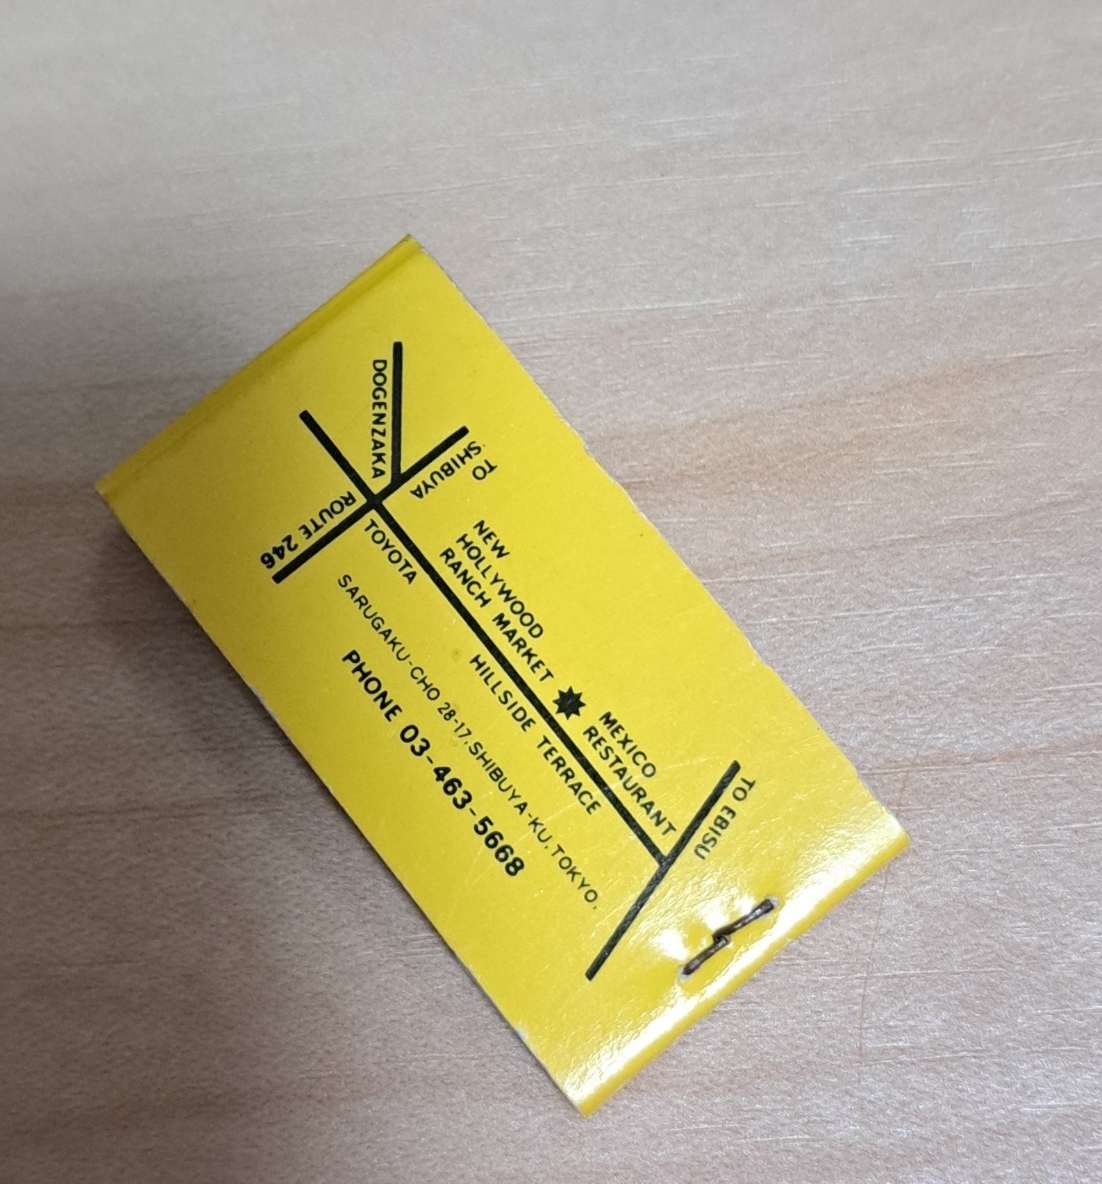 DOGENZAKA
TO
SHIBUYA
ROUTE 246
TOYOTA
NEW
HOLLYWOOD
RANCH MARKET
MEXICO
RESTAURANT
HILLSIDE TERRACE
TO EBISU
SARUGAKU-CHO 28-17.SHIBUYA-KU.TOKYO.
PHONE 03-463-5668